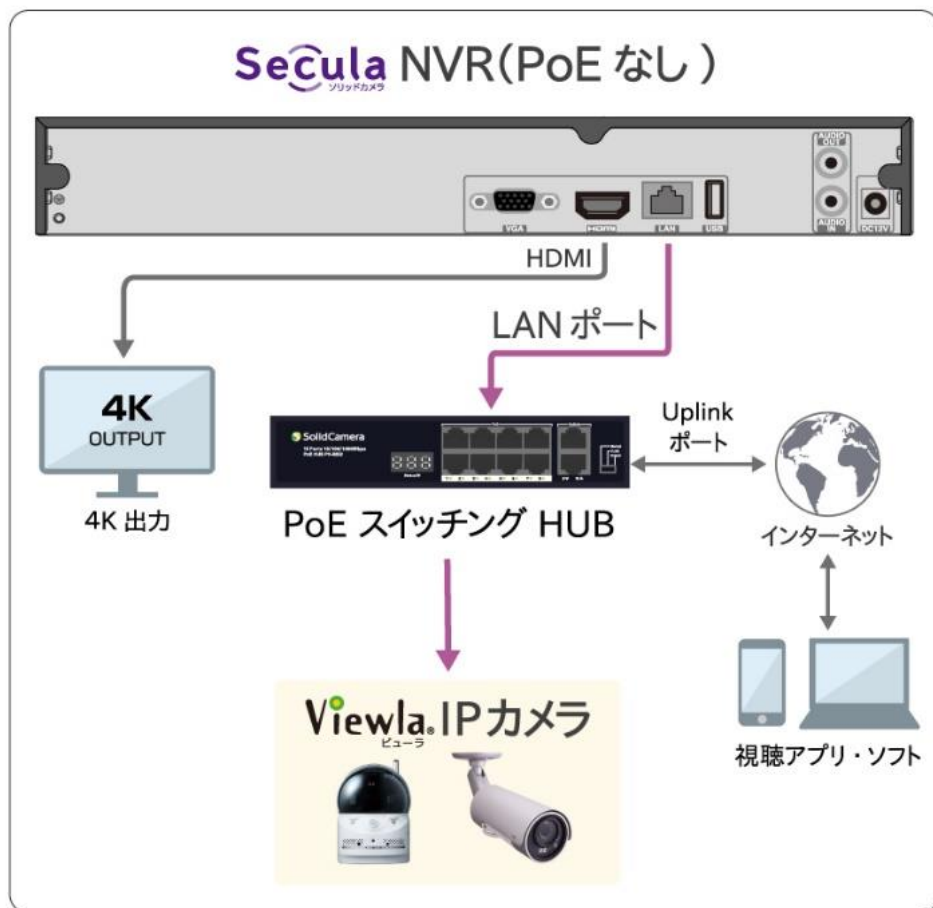 Secula NVR(PoE なし )
ソリッドカメラ
AUDIO OUT
VGA
HDMI
LAN
USB
AUDIO IN
DC12V
HDMI
LAN ポート
4K
OUTPUT
4K 出力
SolidCamera
Uplink
ポート
PoE スイッチング HUB
インターネット
Viewla® IPカメラ
ビューラ
視聴アプリ・ソフト